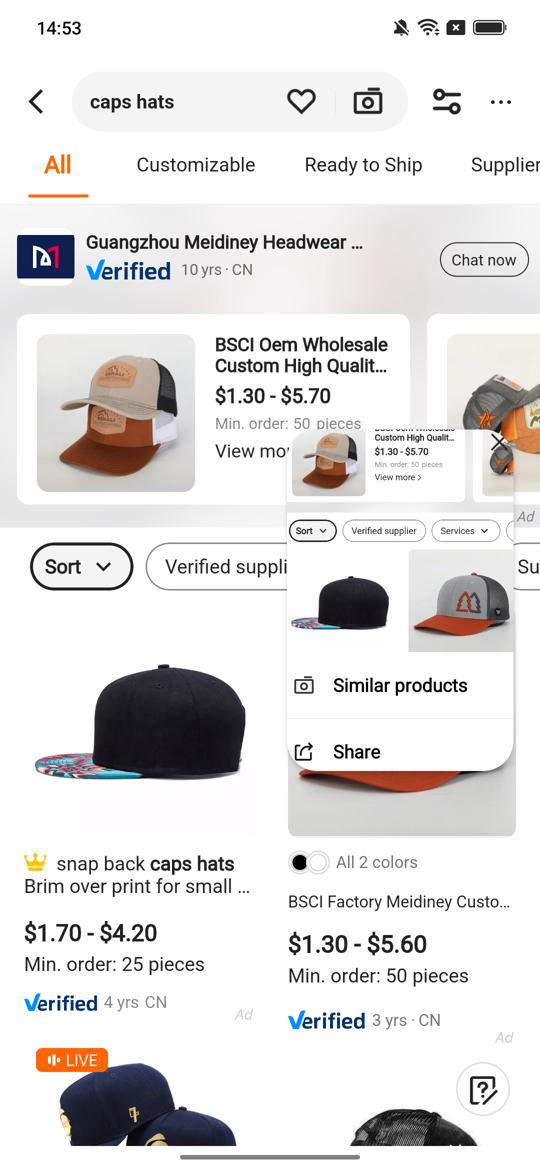 14:53
caps hats
All
Customizable
Ready to Ship
Supplier
Guangzhou Meidiney Headwear ...
Verified 10 yrs · CN
Chat now
BSCI Oem Wholesale
Custom High Qualit...
$1.30 - $5.70
Min. order: 50 pieces
View mo
BSCI Oem Wholesale
Custom High Qualit...
$1.30 - $5.70
Min. order: 50 pieces
View more >
Ad
Sort
Verified supplier
Services
Sort
Verified suppli
Su
Similar products
Share
snap back caps hats
Brim over print for small ...
$1.70 - $4.20
Min. order: 25 pieces
Verified 4 yrs CN
Ad
All 2 colors
BSCI Factory Meidiney Custo...
$1.30 - $5.60
Min. order: 50 pieces
Verified 3 yrs · CN
Ad
LIVE